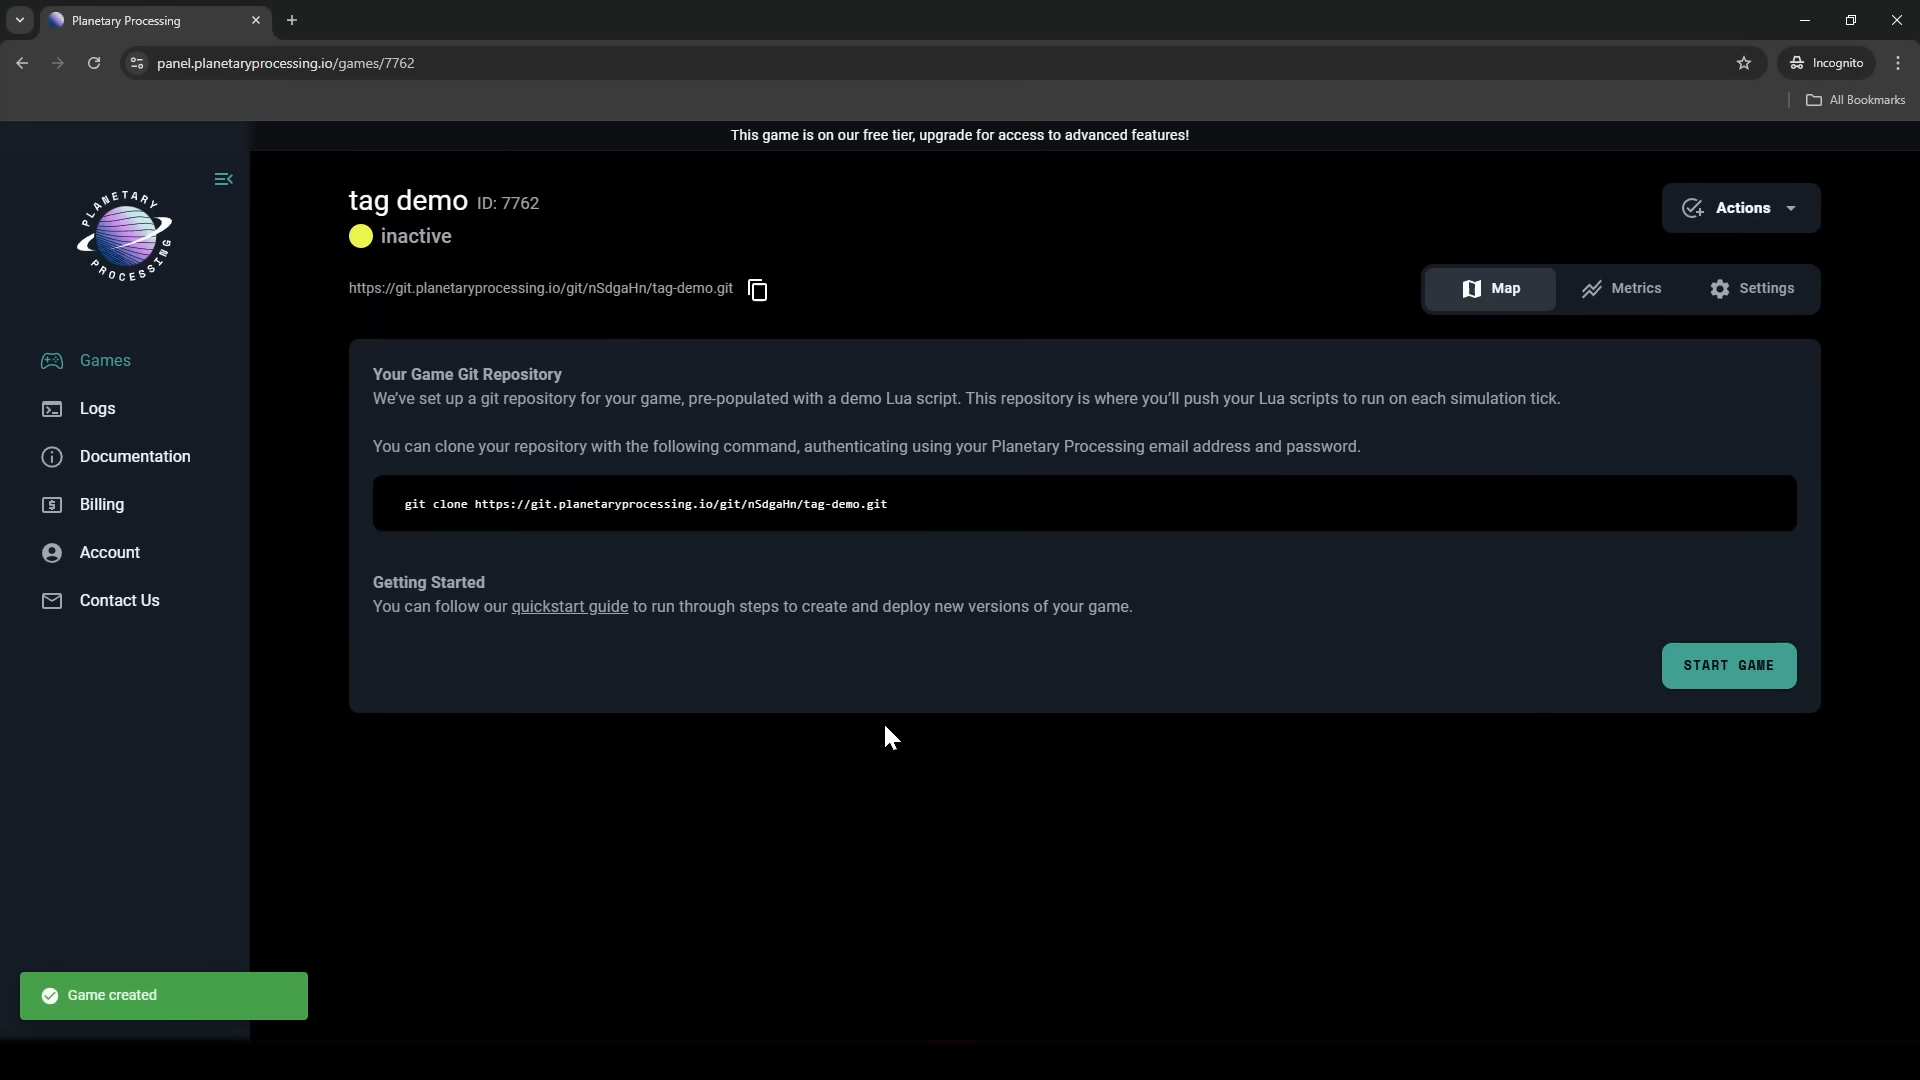 Planetary Processing
panel.planetaryprocessing.io/games/7762
Incognito
All Bookmarks
This game is on our free tier, upgrade for access to advanced features!
PLANETARY
PROCESSING
Games
Logs
Documentation
Billing
Account
Contact Us
tag demo ID: 7762
inactive
Actions
https://git.planetaryprocessing.io/git/nSdgaHn/tag-demo.git
Map
Metrics
Settings
Your Game Git Repository
We've set up a git repository for your game, pre-populated with a demo Lua script. This repository is where you'll push your Lua scripts to run on each simulation tick.
You can clone your repository with the following command, authenticating using your Planetary Processing email address and password.
git clone https://git.planetaryprocessing.io/git/nSdgaHn/tag-demo.git
Getting Started
You can follow our quickstart guide to run through steps to create and deploy new versions of your game.
START GAME
Game created